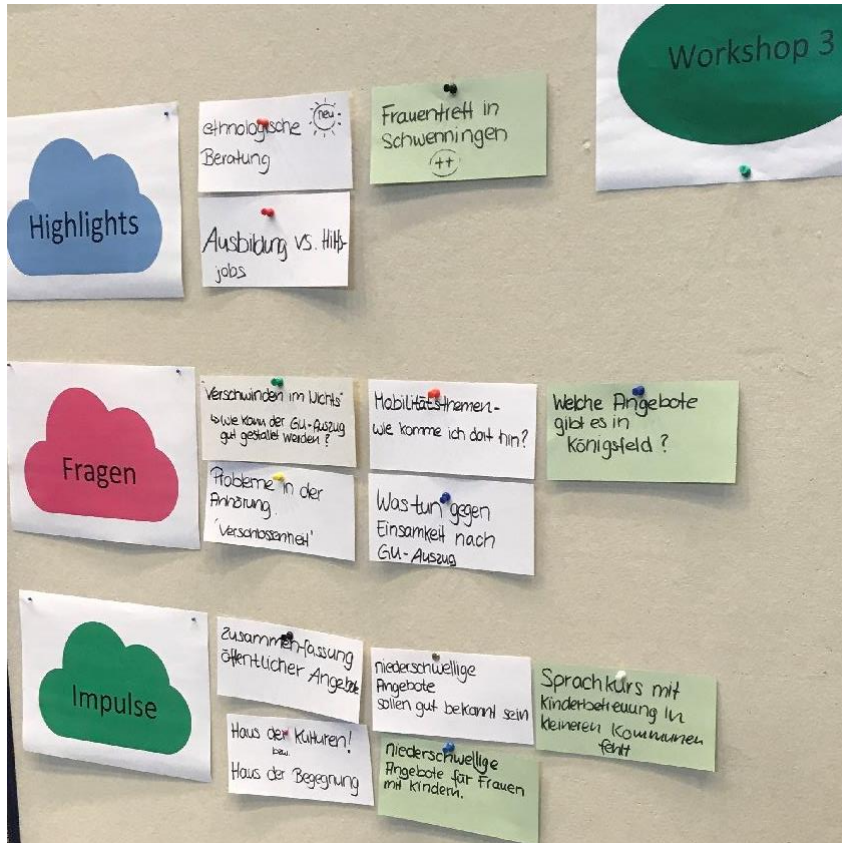 Workshop 3
Highlights
ethnologische neu
Beratung
Frauentreff in
Schwenningen
++
Ausbildung vs. Hilfs-
jobs
Fragen
"Verschwinden im Nichts"
↳ Wie kann der GU-Auszug
gut gestaltet werden?
Mobilitätsthemen-
wie komme ich dort hin?
Welche Angebote
gibt es in
Königsfeld?
Probleme in der
Anhörung
"Verschlossenheit"
Was tun gegen
Einsamkeit nach
GU-Auszug
Impulse
Zusammenfassung
öffentlicher Angebote
niederschwellige
Angebote
sollen gut bekannt sein
Sprachkurs mit
Kinderbetreuung in
kleineren Kommunen
fehlt
Haus der Kulturen!
bzw.
Haus der Begegnung
niederschwellige
Angebote für Frauen
mit Kindern.